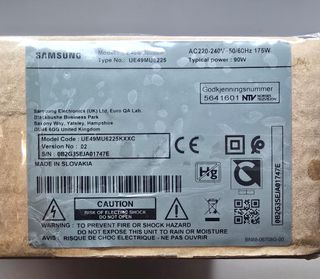 SAMSUNG
Type No.: UE49MU6225
AC220-240V~ 50/60Hz 175W
Typical power : 90W
Godkjenningsnummer
5641601 NTV
Samsung Electronics (UK) Ltd, Euro QA Lab.
Blackbushe Business Park
Saxony Way, Yateley, Hampshire
GU46 6GG United Kingdom
Model Code : UE49MU6225KXXC
Version No : 02
S/N : 0B2G3SEJA01747E
MADE IN SLOVAKIA
Hg
CAUTION
RISK OF ELECTRIC SHOCK
DO NOT OPEN
WARNING : TO PREVENT FIRE OR SHOCK HAZARD
DO NOT EXPOSE TO RAIN OR MOISTURE
AVIS : RISQUE DE CHOC ELECTRIQUE, NE PAS OUVRIR
0B2G3SEJA01747E